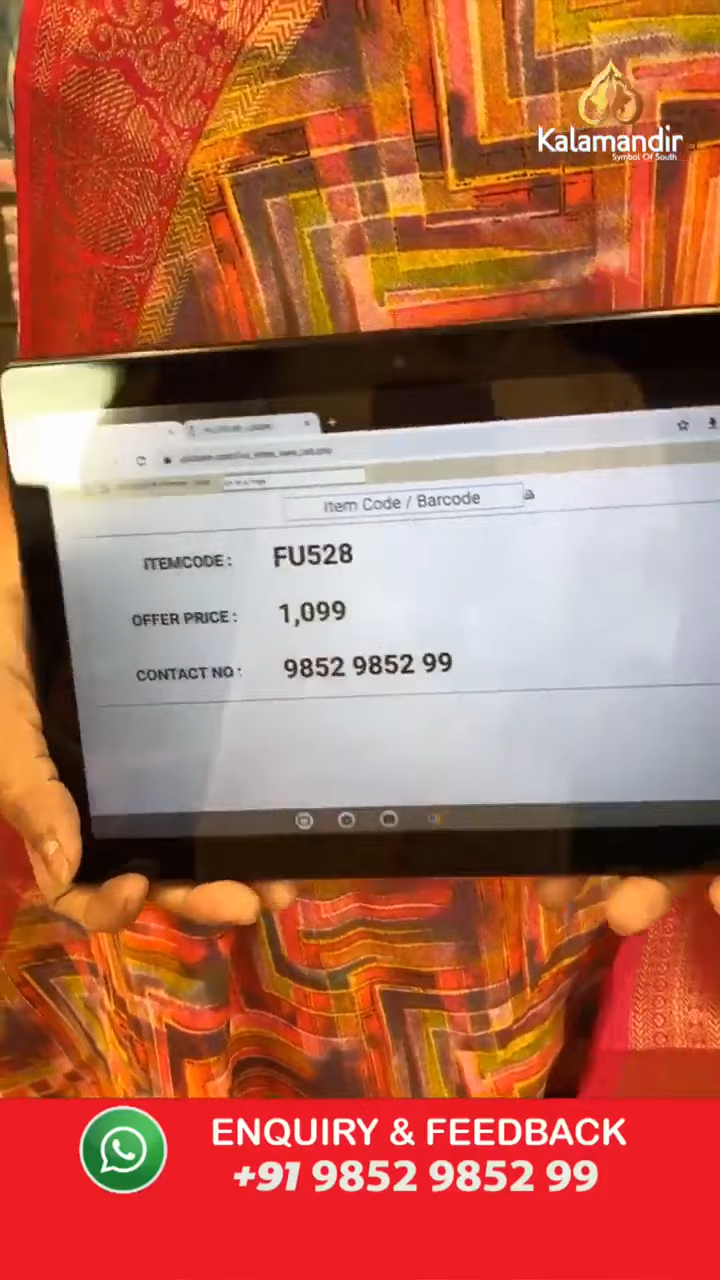 Kalamandir
Symbol Of South
Item Code / Barcode
ITEMCODE : FU528
OFFER PRICE : 1,099
CONTACT NO : 9852 9852 99
ENQUIRY & FEEDBACK
+91 9852 9852 99